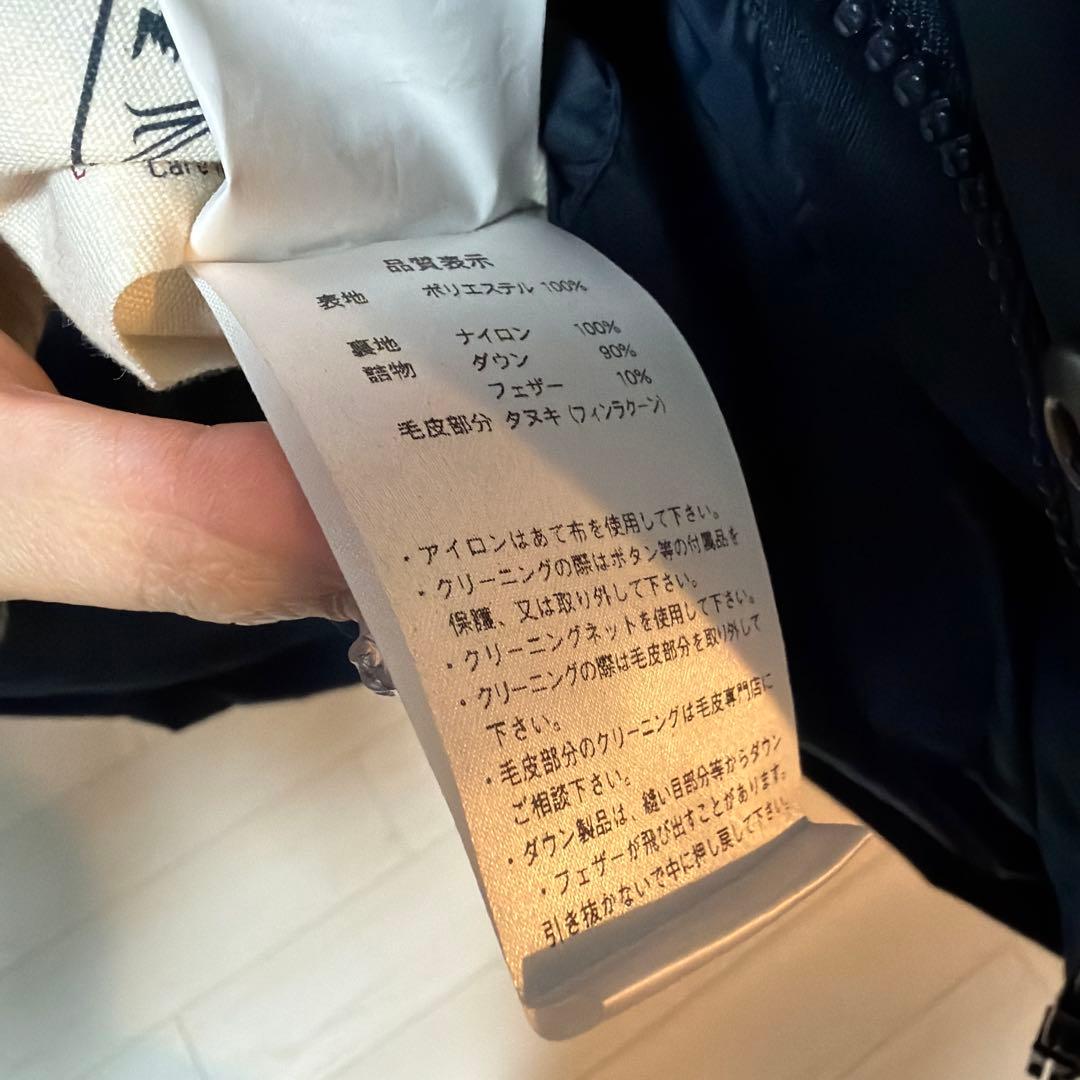 Care
品質表示
表地 ポリエステル 100%
裏地 ナイロン 100%
詰物 ダウン 90%
フェザー 10%
毛皮部分 タヌキ (フィンラクーン)
・アイロンはあて布を使用して下さい。
・クリーニングの際はボタン等の付属品を
保護、又は取り外して下さい。
・クリーニングネットを使用して下さい。
・クリーニングの際は毛皮部分を取り外して
下さい。
・毛皮部分のクリーニングは毛皮専門店に
ご相談下さい。
・ダウン製品は、縫い目部分等からダウン
・フェザーが飛び出すことがあります。
引き抜かないで中に押し戻して下さい。